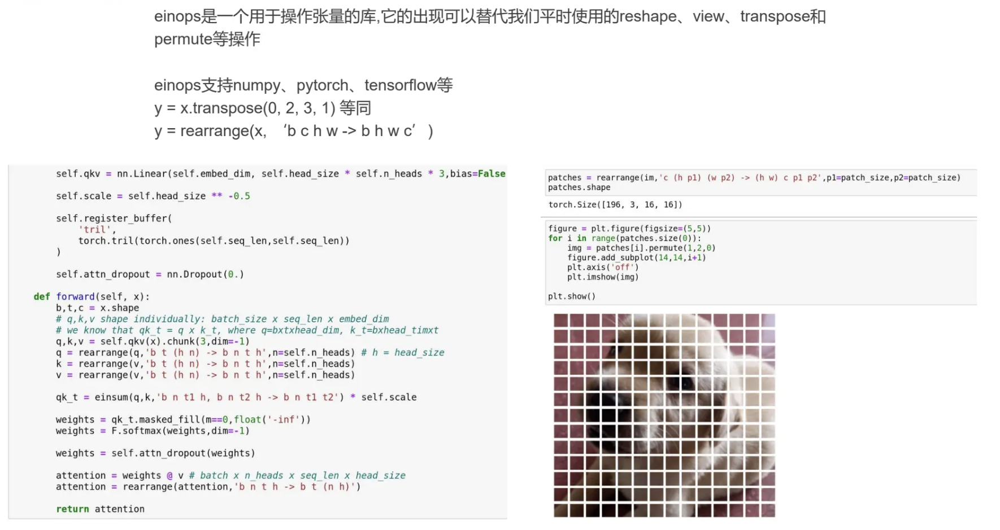 einops是一个用于操作张量的库,它的出现可以替代我们平时使用的reshape、view、transpose和
permute等操作
einops支持numpy、pytorch、tensorflow等
y = x.transpose(0, 2, 3, 1) 等同
y = rearrange(x, ‘b c h w -> b h w c’ )
self.qkv = nn.Linear(self.embed_dim, self.head_size * self.n_heads * 3,bias=False
self.scale = self.head_size ** -0.5
self.register_buffer(
'tril',
torch.tril(torch.ones(self.seq_len,self.seq_len))
)
self.attn_dropout = nn.Dropout(0.)
def forward(self, x):
b,t,c = x.shape
# q,k,v shape individually: batch_size x seq_len x embed_dim
# we know that qk_t = q x k_t, where q=bxtxhead_dim, k_t=bxhead_timxt
q,k,v = self.qkv(x).chunk(3,dim=-1)
q = rearrange(q,'b t (h n) -> b n t h',n=self.n_heads) # h = head_size
k = rearrange(v,'b t (h n) -> b n t h',n=self.n_heads)
v = rearrange(v,'b t (h n) -> b n t h',n=self.n_heads)
qk_t = einsum(q,k,'b n t1 h, b n t2 h -> b n t1 t2') * self.scale
weights = qk_t.masked_fill(m==0,float('-inf'))
weights = F.softmax(weights,dim=-1)
weights = self.attn_dropout(weights)
attention = weights @ v # batch x n_heads x seq_len x head_size
attention = rearrange(attention,'b n t h -> b t (n h)')
return attention
patches = rearrange(im,'c (h p1) (w p2) -> (h w) c p1 p2',p1=patch_size,p2=patch_size)
patches.shape
torch.Size([196, 3, 16, 16])
figure = plt.figure(figsize=(5,5))
for i in range(patches.size(0)):
img = patches[i].permute(1,2,0)
figure.add_subplot(14,14,i+1)
plt.axis('off')
plt.imshow(img)
plt.show()